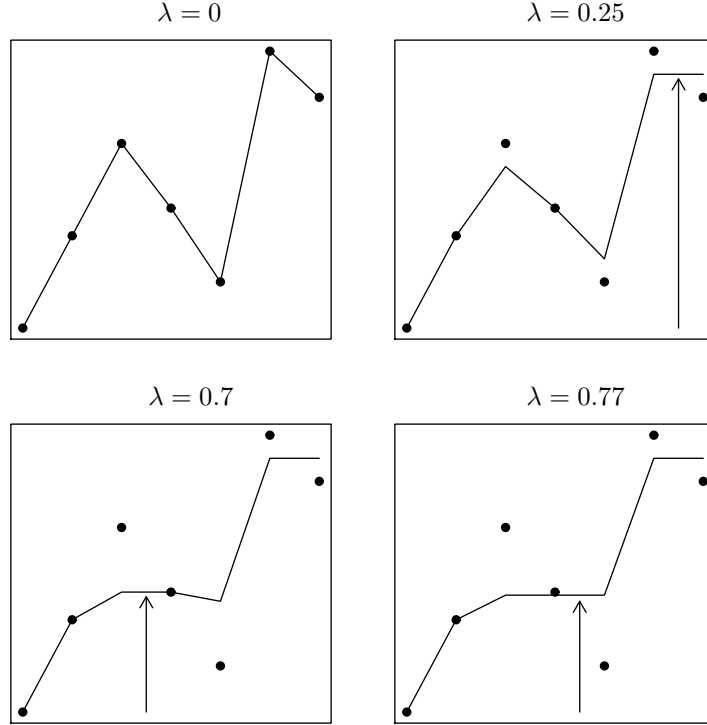 λ = 0
λ = 0.25
λ = 0.7
λ = 0.77